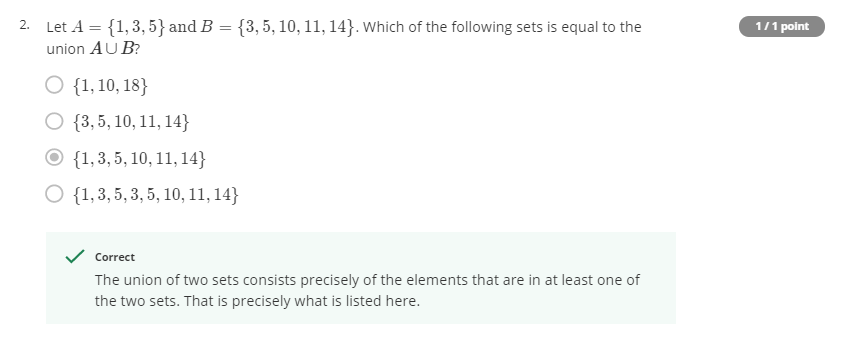 2. Let A = {1, 3, 5} and B = {3, 5, 10, 11, 14}. Which of the following sets is equal to the
1 / 1 point
union A ∪ B?
{1, 10, 18}
{3, 5, 10, 11, 14}
{1, 3, 5, 10, 11, 14}
{1, 3, 5, 3, 5, 10, 11, 14}
Correct
The union of two sets consists precisely of the elements that are in at least one of
the two sets. That is precisely what is listed here.